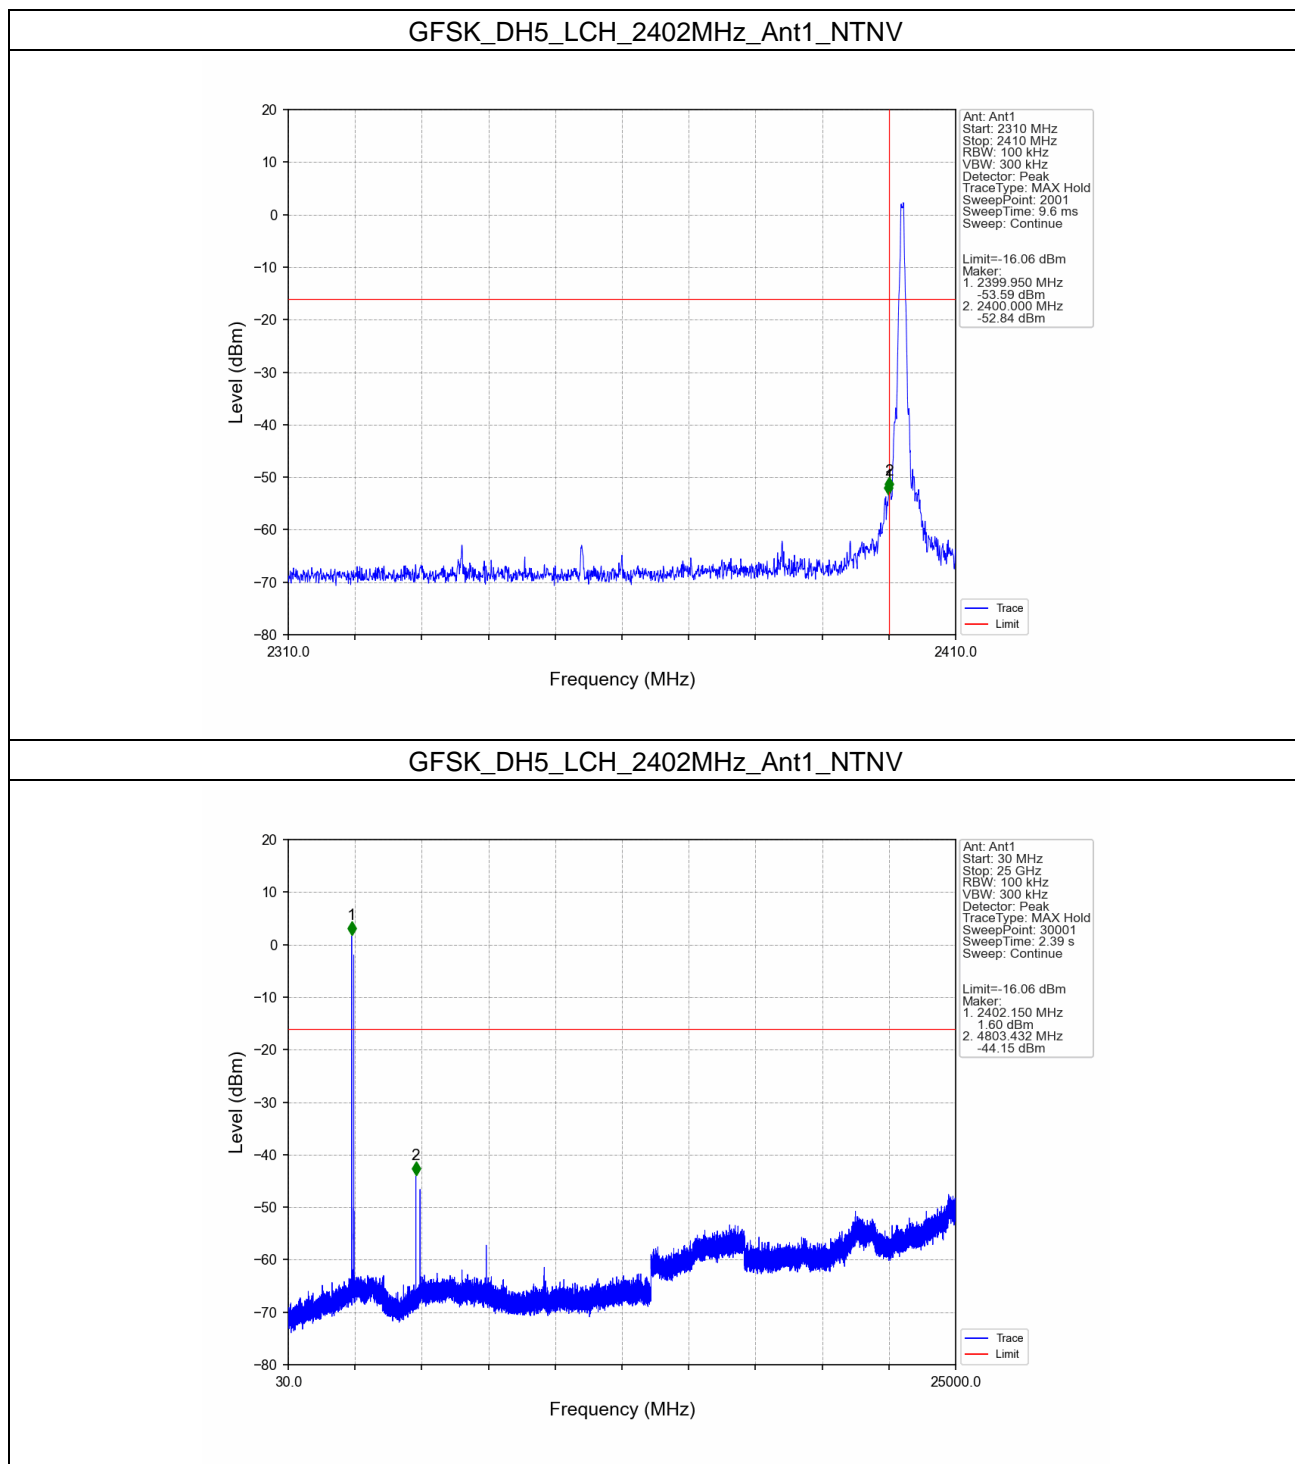 GFSK_DH5_LCH_2402MHz_Ant1_NTNV
20
10
0
−10
−20
−30
−40
−50
−60
−70
−80
Level (dBm)
2
2310.0
2410.0
Frequency (MHz)
Ant: Ant1
Start: 2310 MHz
Stop: 2410 MHz
RBW: 100 kHz
VBW: 300 kHz
Detector: Peak
TraceType: MAX Hold
SweepPoint: 2001
SweepTime: 9.6 ms
Sweep: Continue
Limit=-16.06 dBm
Maker:
1. 2399.950 MHz
-53.59 dBm
2. 2400.000 MHz
-52.84 dBm
Trace
Limit
GFSK_DH5_LCH_2402MHz_Ant1_NTNV
20
10
0
−10
−20
−30
−40
−50
−60
−70
−80
Level (dBm)
1
2
30.0
25000.0
Frequency (MHz)
Ant: Ant1
Start: 30 MHz
Stop: 25 GHz
RBW: 100 kHz
VBW: 300 kHz
Detector: Peak
TraceType: MAX Hold
SweepPoint: 30001
SweepTime: 2.39 s
Sweep: Continue
Limit=-16.06 dBm
Maker:
1. 2402.150 MHz
1.60 dBm
2. 4803.432 MHz
-44.15 dBm
Trace
Limit